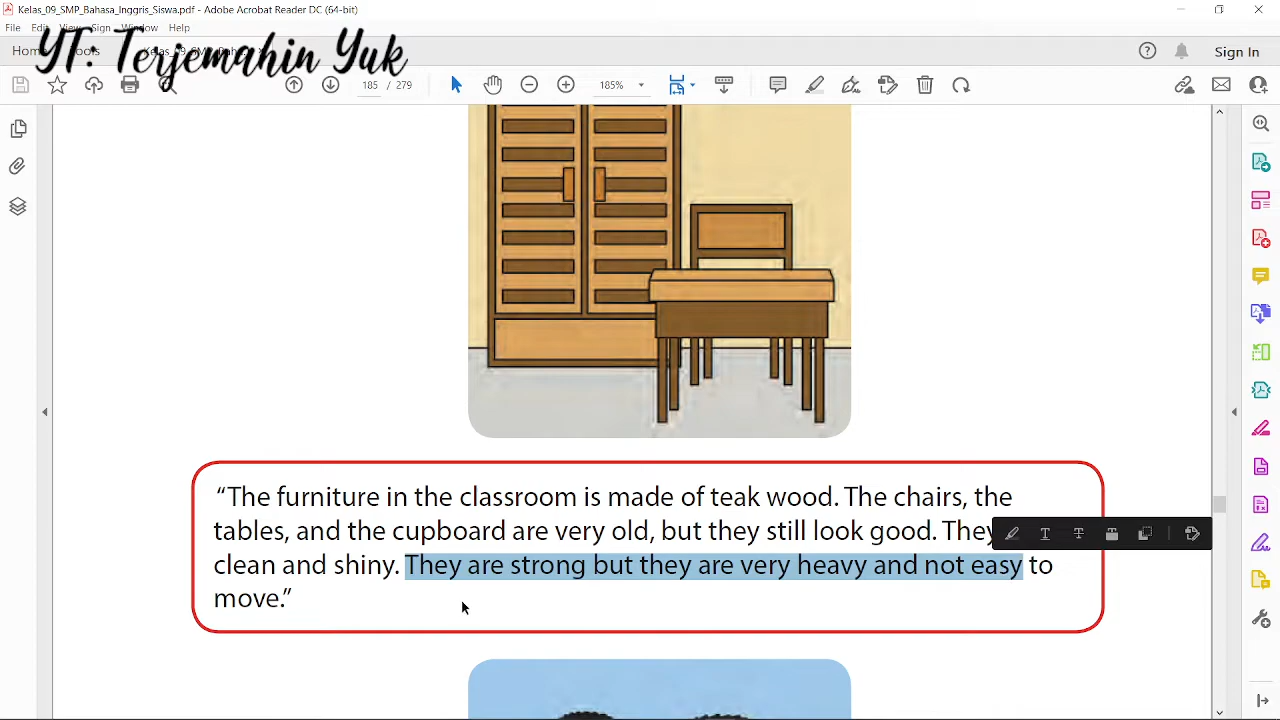 Kelas_09_SMP_Bahasa_Inggris_Siswa.pdf - Adobe Acrobat Reader DC (64-bit)
File Edit View Sign Window Help
YT: Terjemahin Yuk
Home Tools
Sign In
185 / 279
185%
“The furniture in the classroom is made of teak wood. The chairs, the
tables, and the cupboard are very old, but they still look good. They
clean and shiny. They are strong but they are very heavy and not easy to
move.”